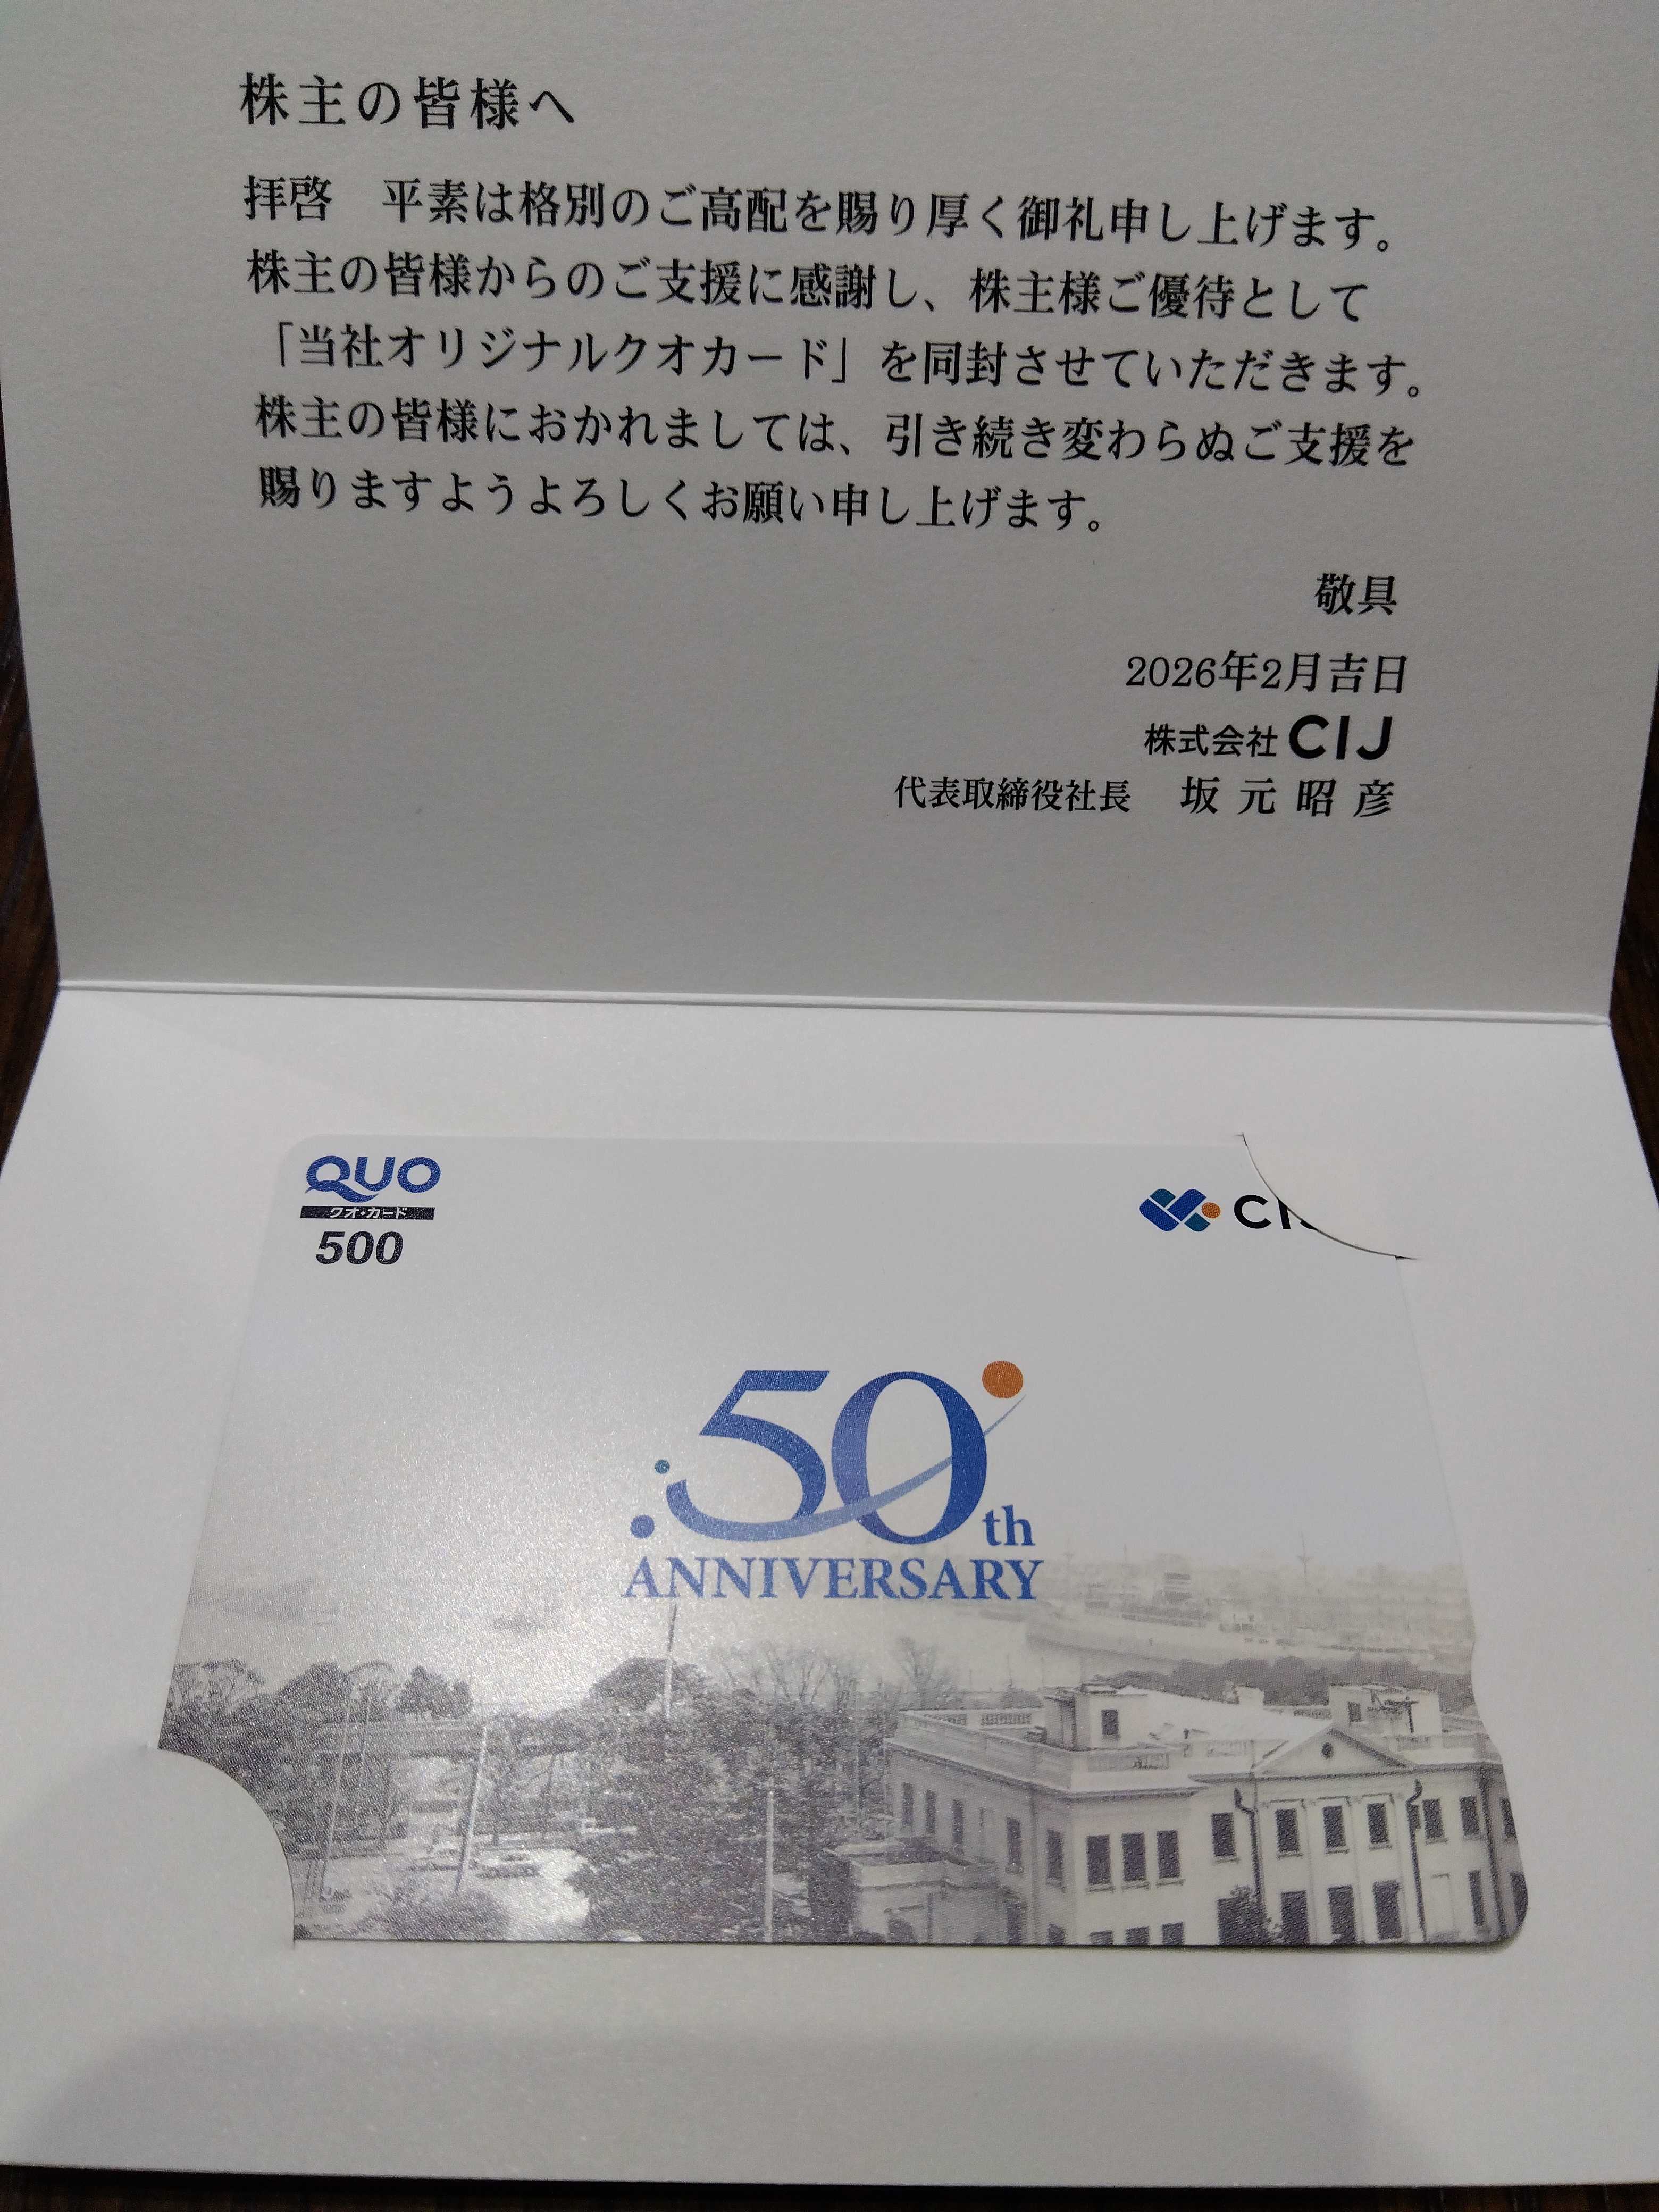 株主の皆様へ
拝啓　平素は格別のご高配を賜り厚く御礼申し上げます。
株主の皆様からのご支援に感謝し、株主様ご優待として
「当社オリジナルクオカード」を同封させていただきます。
株主の皆様におかれましては、引き続き変わらぬご支援を
賜りますようよろしくお願い申し上げます。
敬具
2026年2月吉日
株式会社CIJ
代表取締役社長　坂元昭彦
QUO
クオ・カード
500
CIJ
50th
ANNIVERSARY